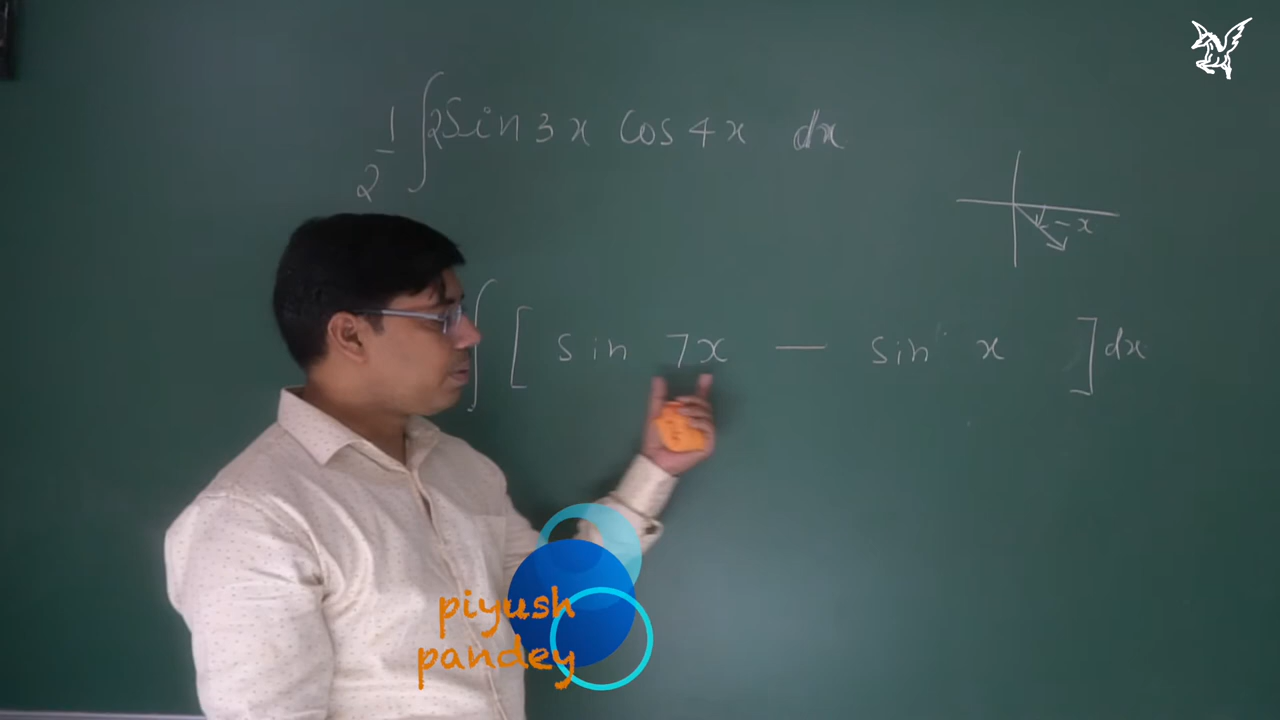 1/2 ∫ 2Sin 3x Cos 4x dx
- x
∫ [ sin 7x — sin x ] dx
piyush
pandey